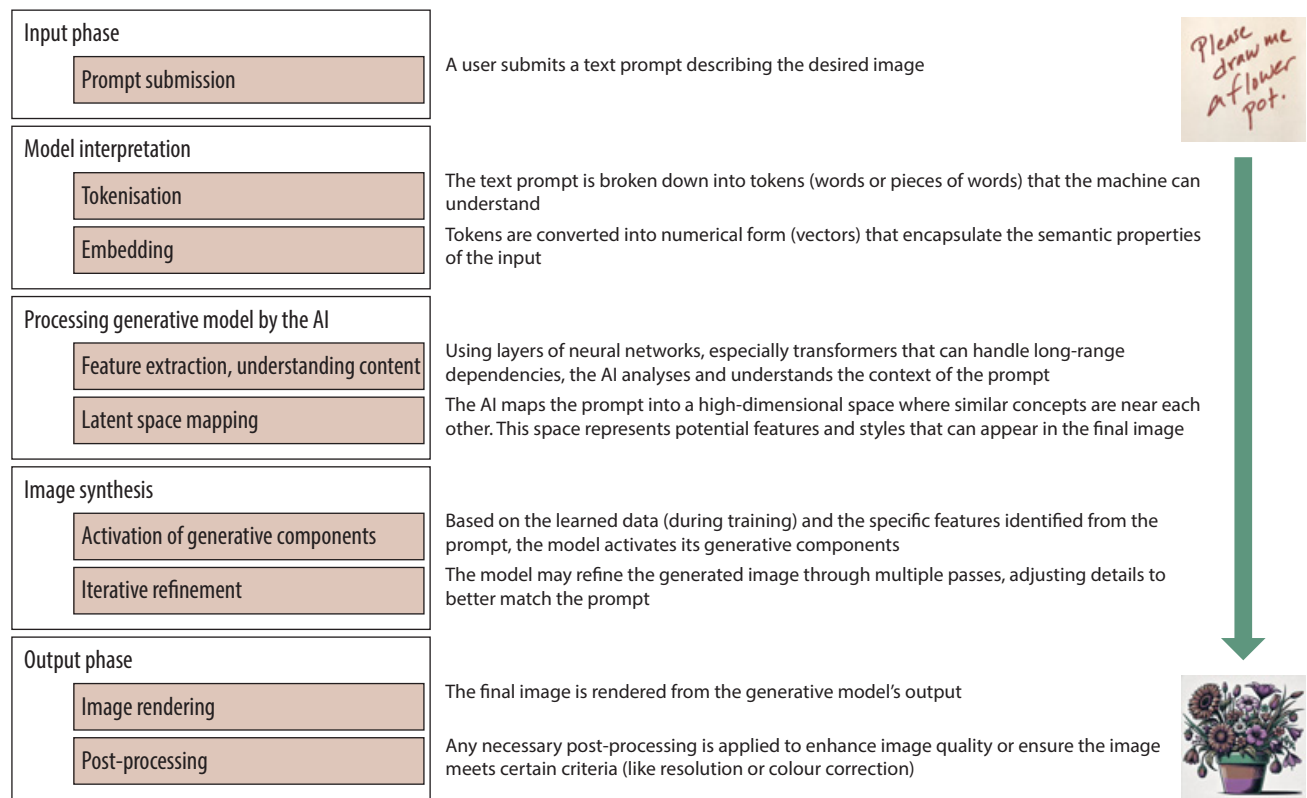 Input phase
Prompt submission
A user submits a text prompt describing the desired image
Please
draw me
a flower
pot.
Model interpretation
Tokenisation
The text prompt is broken down into tokens (words or pieces of words) that the machine can
understand
Embedding
Tokens are converted into numerical form (vectors) that encapsulate the semantic properties
of the input
Processing generative model by the AI
Feature extraction, understanding content
Using layers of neural networks, especially transformers that can handle long-range
dependencies, the AI analyses and understands the context of the prompt
Latent space mapping
The AI maps the prompt into a high-dimensional space where similar concepts are near each
other. This space represents potential features and styles that can appear in the final image
Image synthesis
Activation of generative components
Based on the learned data (during training) and the specific features identified from the
prompt, the model activates its generative components
Iterative refinement
The model may refine the generated image through multiple passes, adjusting details to
better match the prompt
Output phase
Image rendering
The final image is rendered from the generative model's output
Post-processing
Any necessary post-processing is applied to enhance image quality or ensure the image
meets certain criteria (like resolution or colour correction)